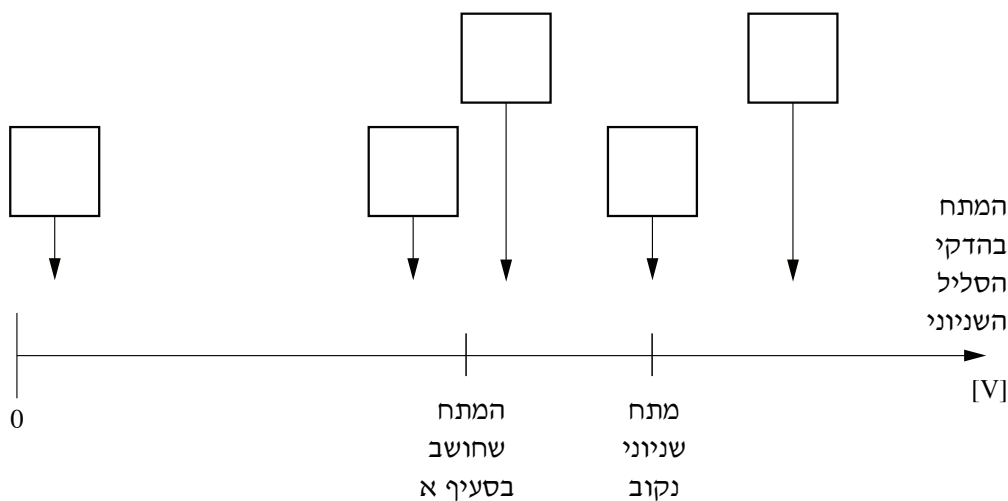 המתח
בהדקי
הסליל
השניוני
[V]
0
המתח
שחושב
בסעיף א
מתח
שניוני
נקוב